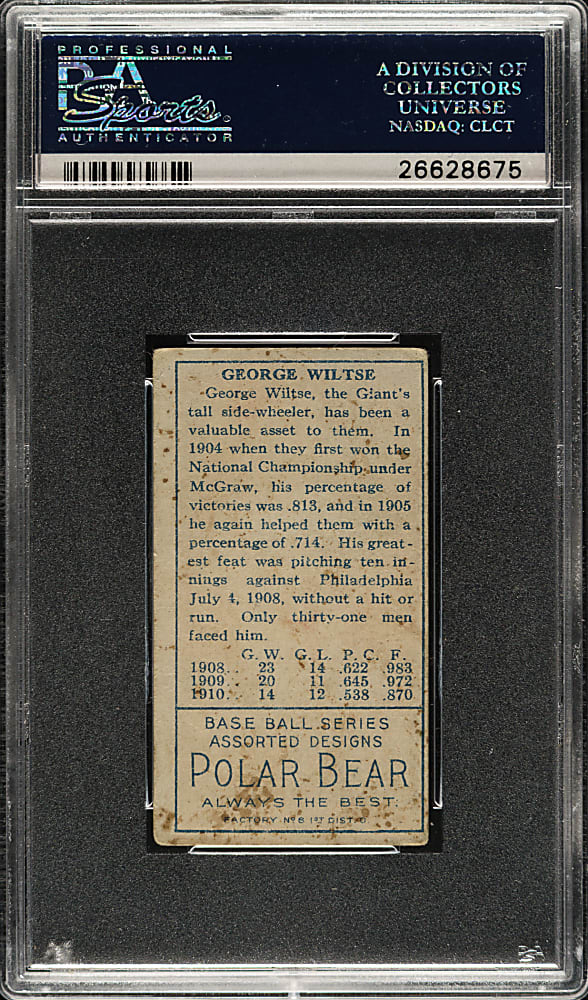 PROFESSIONAL
PSA
Sports.
AUTHENTICATOR
A DIVISION OF
COLLECTORS
UNIVERSE
NASDAQ: CLCT
26628675
GEORGE WILTSE
George Wiltse, the Giant's
tall side-wheeler, has been a
valuable asset to them. In
1904 when they first won the
National Championship under
McGraw, his percentage of
victories was .813, and in 1905
he again helped them with a
percentage of .714. His great-
est feat was pitching ten in-
nings against Philadelphia
July 4, 1908, without a hit or
run. Only thirty-one men
faced him.
G. W. G. L. P. C. F.
1908.. 23 14 .622 .983
1909.. 20 11 .645 .972
1910.. 14 12 .538 .870
BASE BALL SERIES
ASSORTED DESIGNS
POLAR BEAR
ALWAYS THE BEST.
FACTORY Nº 6 1ST DIST. O.